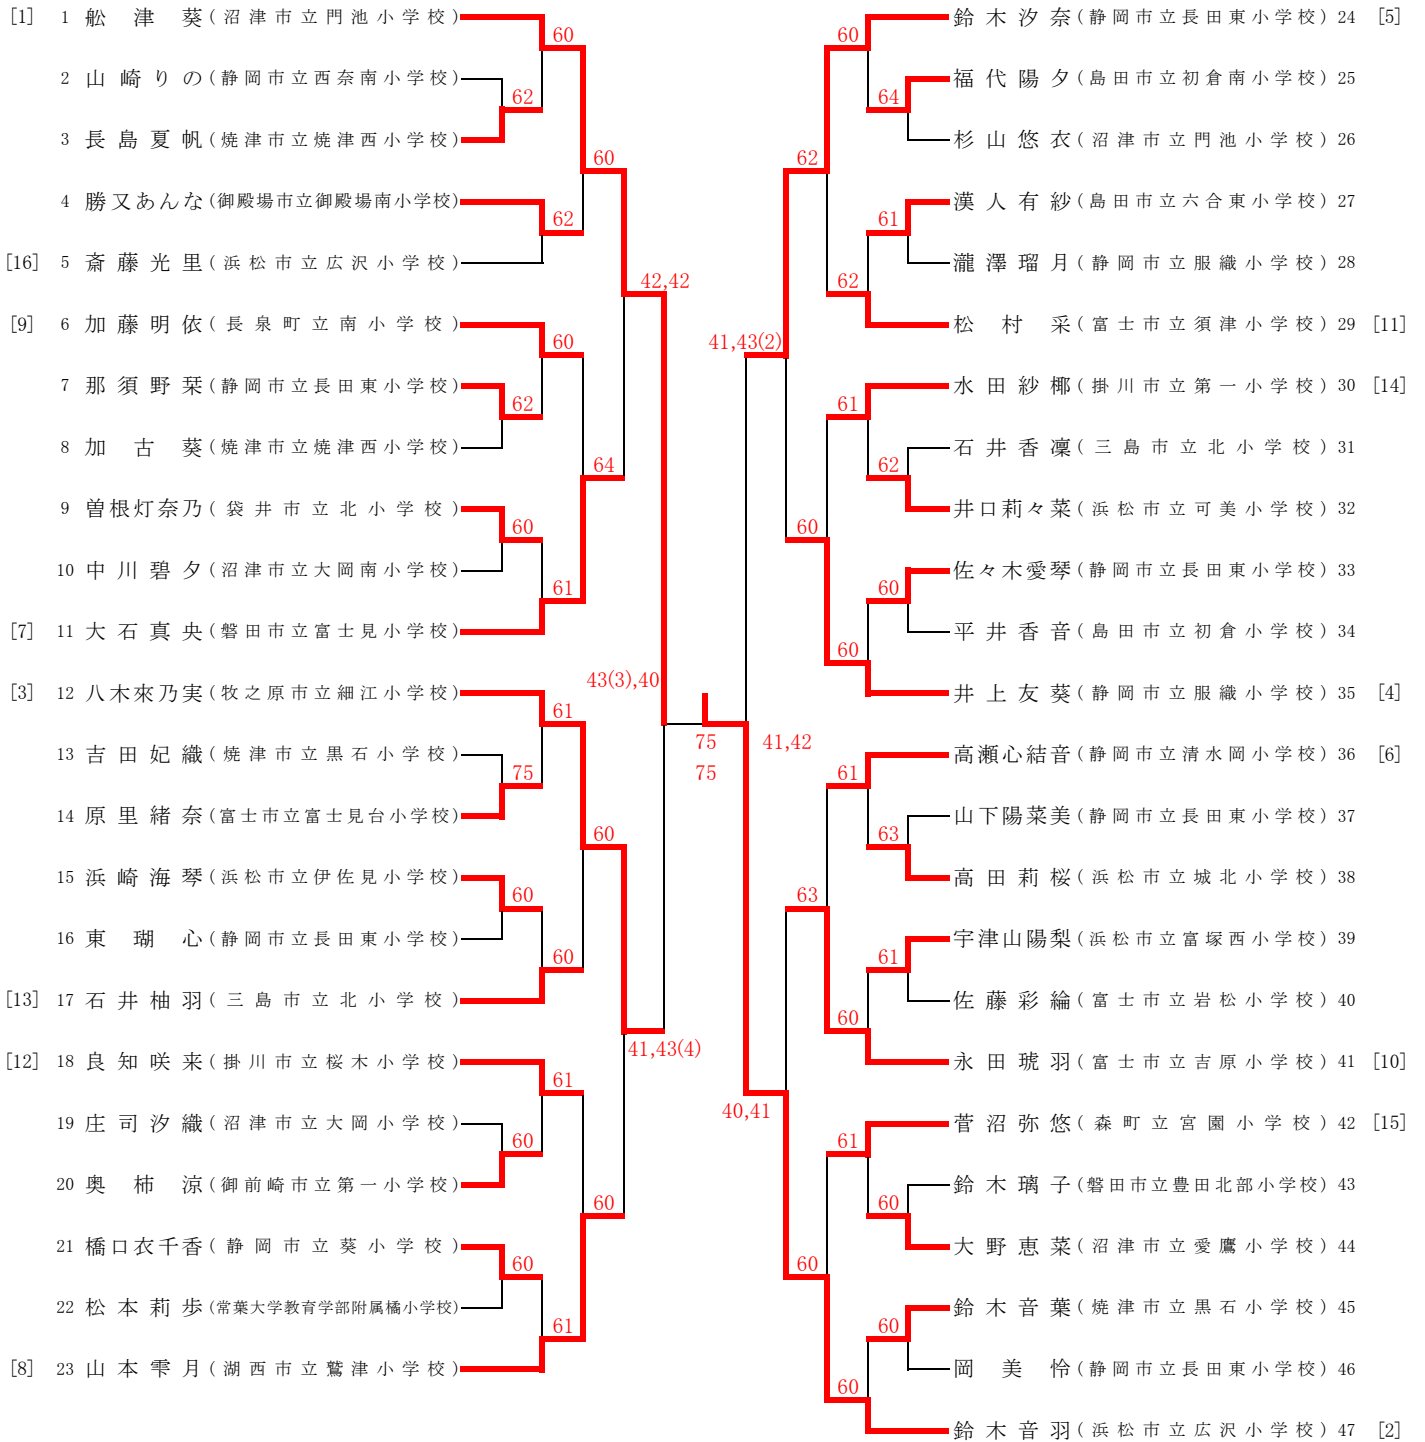 [1] 1 舩津葵(沼津市立門池小学校)
2 山崎りの(静岡市立西奈南小学校)
3 長島夏帆(焼津市立焼津西小学校)
4 勝又あんな(御殿場市立御殿場南小学校)
[16] 5 斎藤光里(浜松市立広沢小学校)
[9] 6 加藤明依(長泉町立南小学校)
7 那須野栞(静岡市立長田東小学校)
8 加古葵(焼津市立焼津西小学校)
9 曽根灯奈乃(袋井市立北小学校)
10 中川碧夕(沼津市立大岡南小学校)
[7] 11 大石真央(磐田市立富士見小学校)
[3] 12 八木來乃実(牧之原市立細江小学校)
13 吉田妃織(焼津市立黒石小学校)
14 原里緒奈(富士市立富士見台小学校)
15 浜崎海琴(浜松市立伊佐見小学校)
16 東瑚心(静岡市立長田東小学校)
[13] 17 石井柚羽(三島市立北小学校)
[12] 18 良知咲来(掛川市立桜木小学校)
19 庄司汐織(沼津市立大岡小学校)
20 奥柿涼(御前崎市立第一小学校)
21 橋口衣千香(静岡市立葵小学校)
22 松本莉歩(常葉大学教育学部附属橘小学校)
[8] 23 山本雫月(湖西市立鷲津小学校)
60
62
60
62
42,42
60
62
64
60
61
43(3),40
61
75
60
60
60
41,43(4)
61
60
60
60
61
75
75
60
64
62
61
62
41,43(2)
61
62
60
60
60
41,42
61
63
63
61
60
40,41
61
60
60
60
60
鈴木汐奈(静岡市立長田東小学校) 24 [5]
福代陽夕(島田市立初倉南小学校) 25
杉山悠衣(沼津市立門池小学校) 26
漢人有紗(島田市立六合東小学校) 27
瀧澤瑠月(静岡市立服織小学校) 28
松村采(富士市立須津小学校) 29 [11]
水田紗椰(掛川市立第一小学校) 30 [14]
石井香凜(三島市立北小学校) 31
井口莉々菜(浜松市立可美小学校) 32
佐々木愛琴(静岡市立長田東小学校) 33
平井香音(島田市立初倉小学校) 34
井上友葵(静岡市立服織小学校) 35 [4]
高瀬心結音(静岡市立清水岡小学校) 36 [6]
山下陽菜美(静岡市立長田東小学校) 37
高田莉桜(浜松市立城北小学校) 38
宇津山陽梨(浜松市立富塚西小学校) 39
佐藤彩綸(富士市立岩松小学校) 40
永田琥羽(富士市立吉原小学校) 41 [10]
菅沼弥悠(森町立宮園小学校) 42 [15]
鈴木璃子(磐田市立豊田北部小学校) 43
大野恵菜(沼津市立愛鷹小学校) 44
鈴木音葉(焼津市立黒石小学校) 45
岡美怜(静岡市立長田東小学校) 46
鈴木音羽(浜松市立広沢小学校) 47 [2]